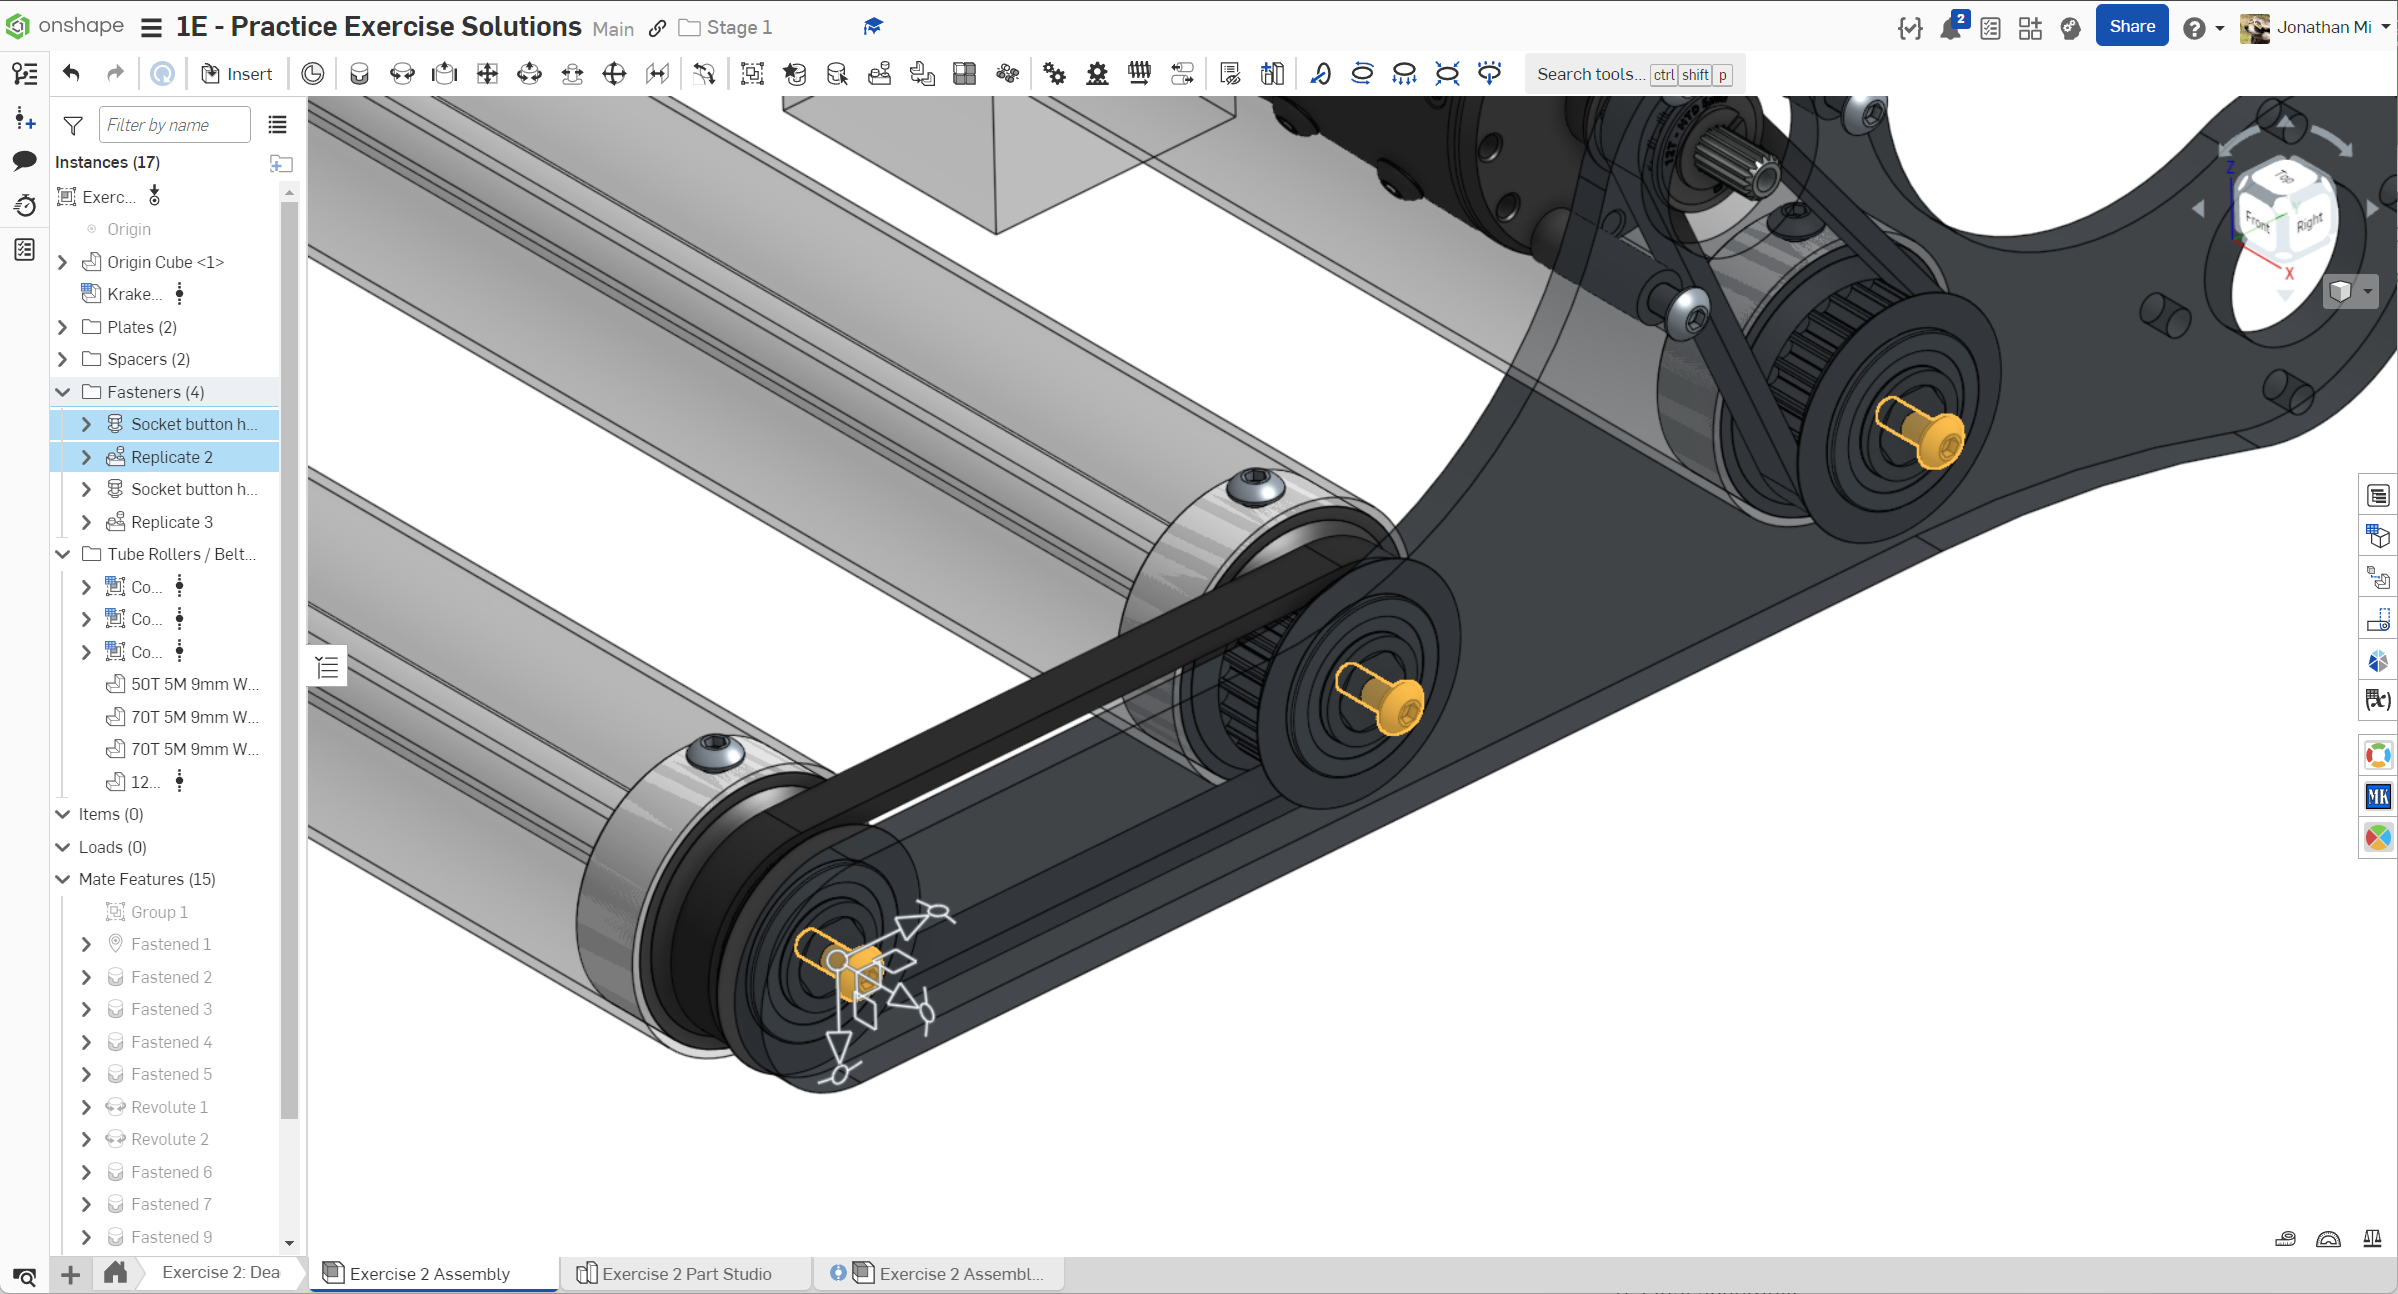 onshape
1E - Practice Exercise Solutions Main Stage 1
2
Share
Jonathan Mi
Insert
Search tools... ctrl shift p
Filter by name
Instances (17)
Exerc...
Origin
Origin Cube <1>
Krake...
Plates (2)
Spacers (2)
Fasteners (4)
Socket button h...
Replicate 2
Socket button h...
Replicate 3
Tube Rollers / Belt...
Co...
Co...
Co...
50T 5M 9mm W...
70T 5M 9mm W...
70T 5M 9mm W...
12...
Items (0)
Loads (0)
Mate Features (15)
Group 1
Fastened 1
Fastened 2
Fastened 3
Fastened 4
Fastened 5
Revolute 1
Revolute 2
Fastened 6
Fastened 7
Fastened 9
Z
Top
Front
Right
X
(x)
MK
Exercise 2: Dea
Exercise 2 Assembly
Exercise 2 Part Studio
Exercise 2 Assembl...